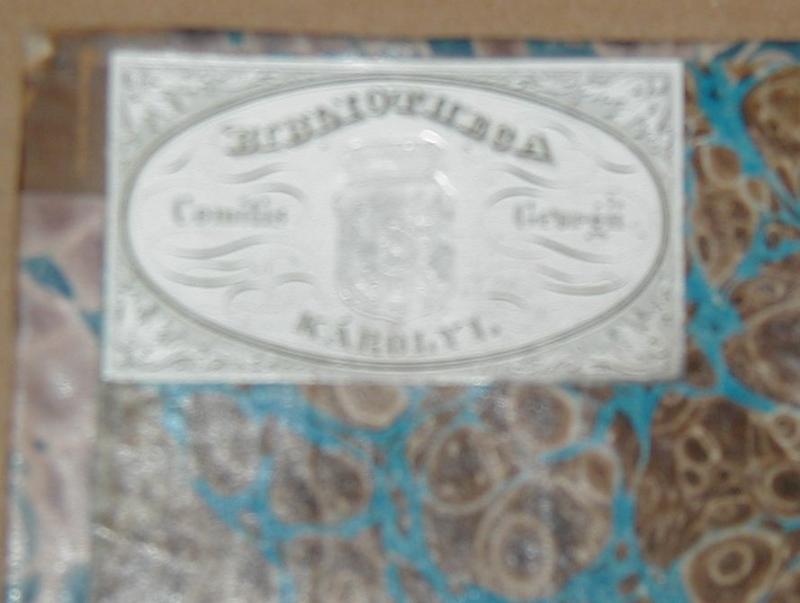 BIBLIOTHECA
Comitis Georgii
KÁROLYI.